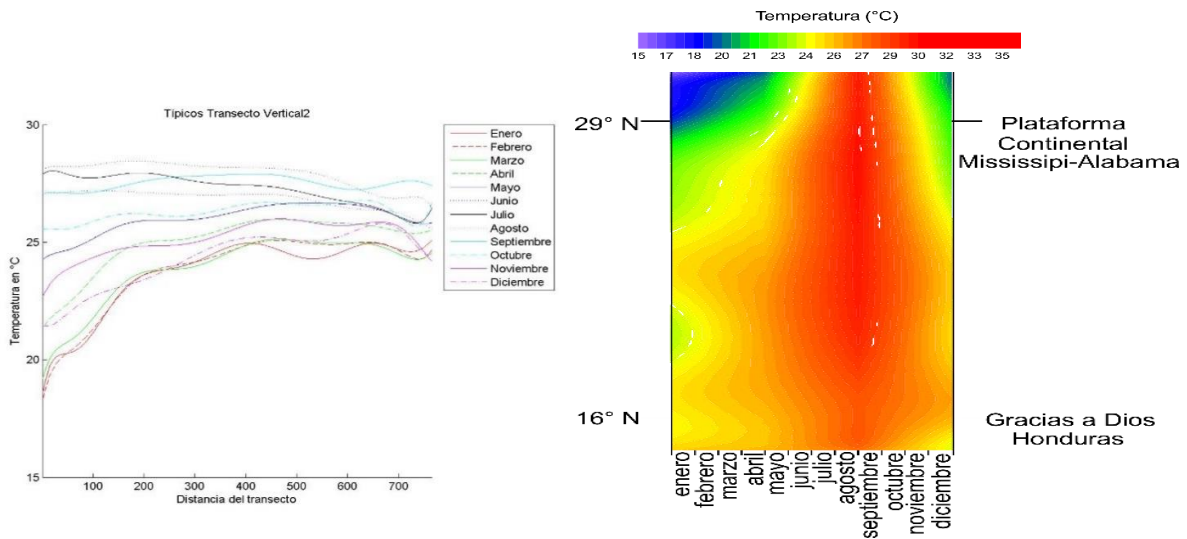 Típicos Transecto Vertical2
30
25
20
15
Temperatura en °C
100 200 300 400 500 600 700
Distancia del transecto
Enero
Febrero
Marzo
Abril
Mayo
Junio
Julio
Agosto
Septiembre
Octubre
Noviembre
Diciembre
Temperatura (°C)
15 17 18 20 21 23 24 26 27 29 30 32 33 35
29° N
Plataforma
Continental
Mississipi-Alabama
16° N
Gracias a Dios
Honduras
enero
febrero
marzo
abril
mayo
junio
julio
agosto
septiembre
octubre
noviembre
diciembre